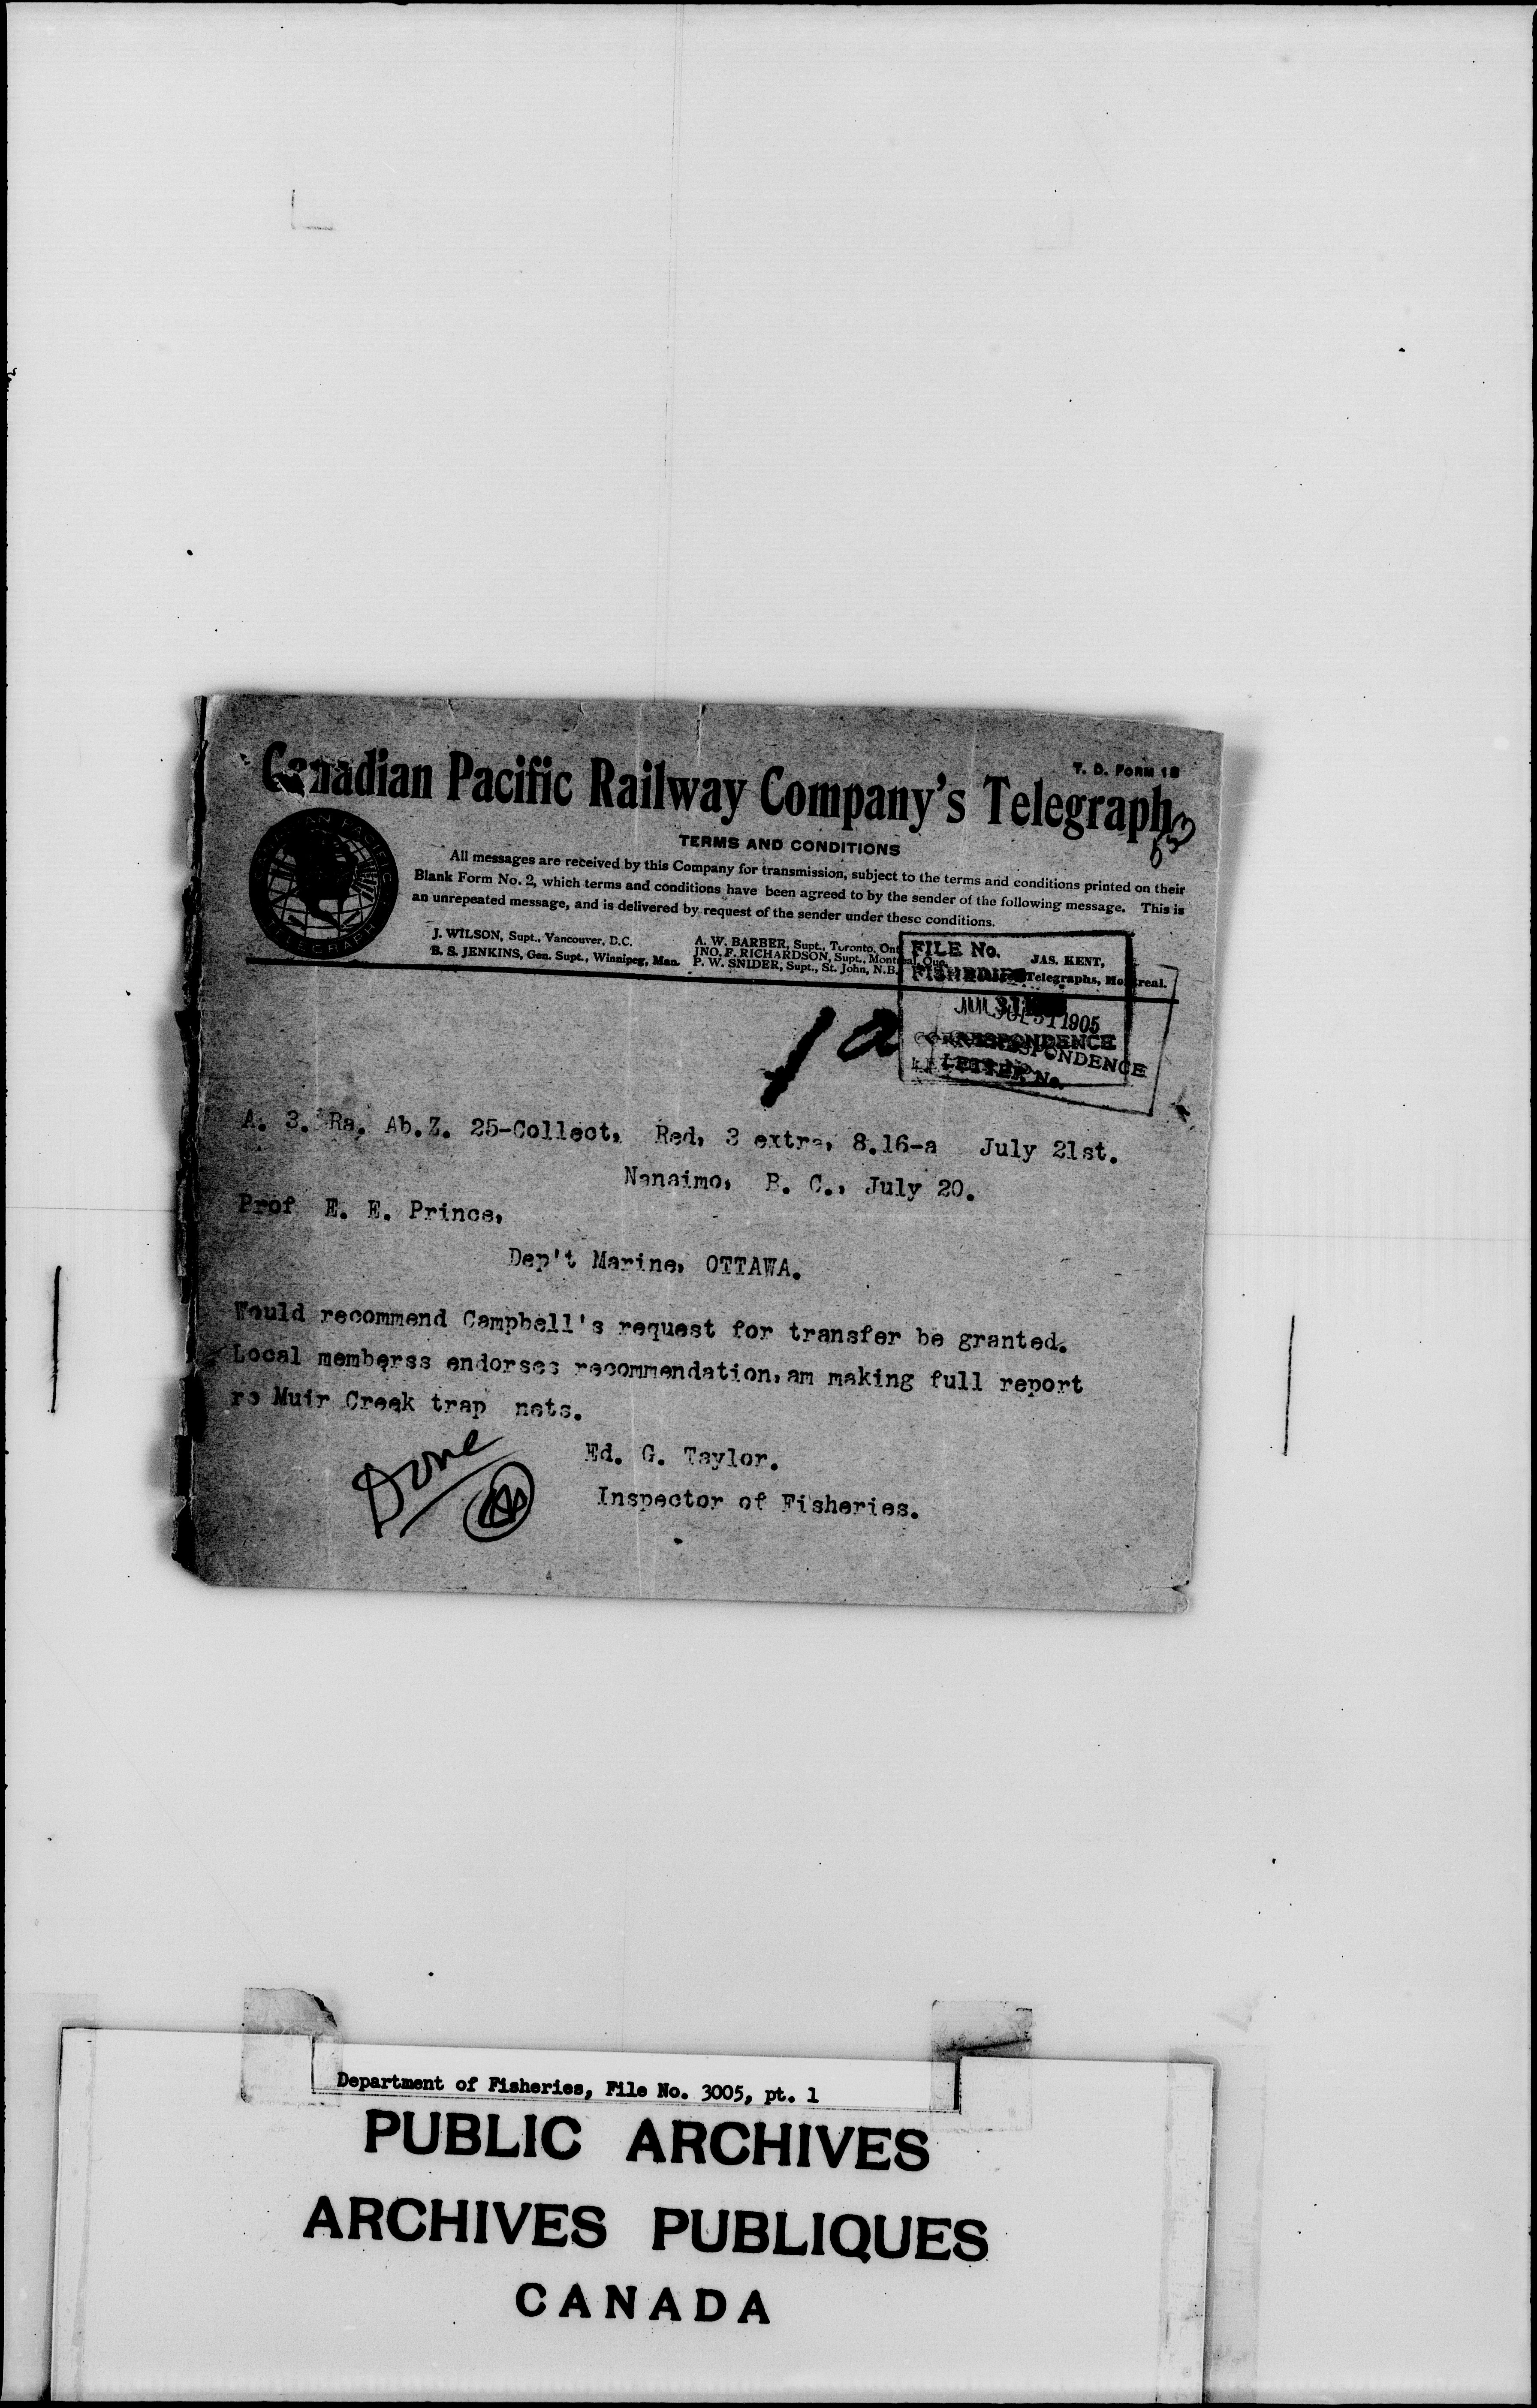 T. D. FORM 18
Canadian Pacific Railway Company's Telegraph
53
TERMS AND CONDITIONS
All messages are received by this Company for transmission, subject to the terms and conditions printed on their
Blank Form No. 2, which terms and conditions have been agreed to by the sender of the following message. This is
an unrepeated message, and is delivered by request of the sender under these conditions.
CANADIAN PACIFIC
TELEGRAPH
J. WILSON, Supt., Vancouver, B.C.
B. S. JENKINS, Gen. Supt., Winnipeg, Man.
A. W. BARBER, Supt., Toronto, Ont.
JNO. F. RICHARDSON, Supt., Montreal, Que.
P. W. SNIDER, Supt., St. John, N.B.
JAS. KENT,
Telegraphs, Montreal.
FILE No.
FISHERIES
JUL 31 1905
CORRESPONDENCE
CORRESPONDENCE
LETTER No.
1a
A. 3. Ra. Ab.Z. 25-Collect, Red, 3 extra, 8.16-a July 21st.
Nanaimo, B. C., July 20.
Prof E. E. Prince,
Dep't Marine, OTTAWA.
Would recommend Campbell's request for transfer be granted.
Local memberss endorses recommendation, am making full report
re Muir Creek trap nets.
Ed. G. Taylor.
Inspector of Fisheries.
Done
Department of Fisheries, File No. 3005, pt. 1
PUBLIC ARCHIVES
ARCHIVES PUBLIQUES
CANADA